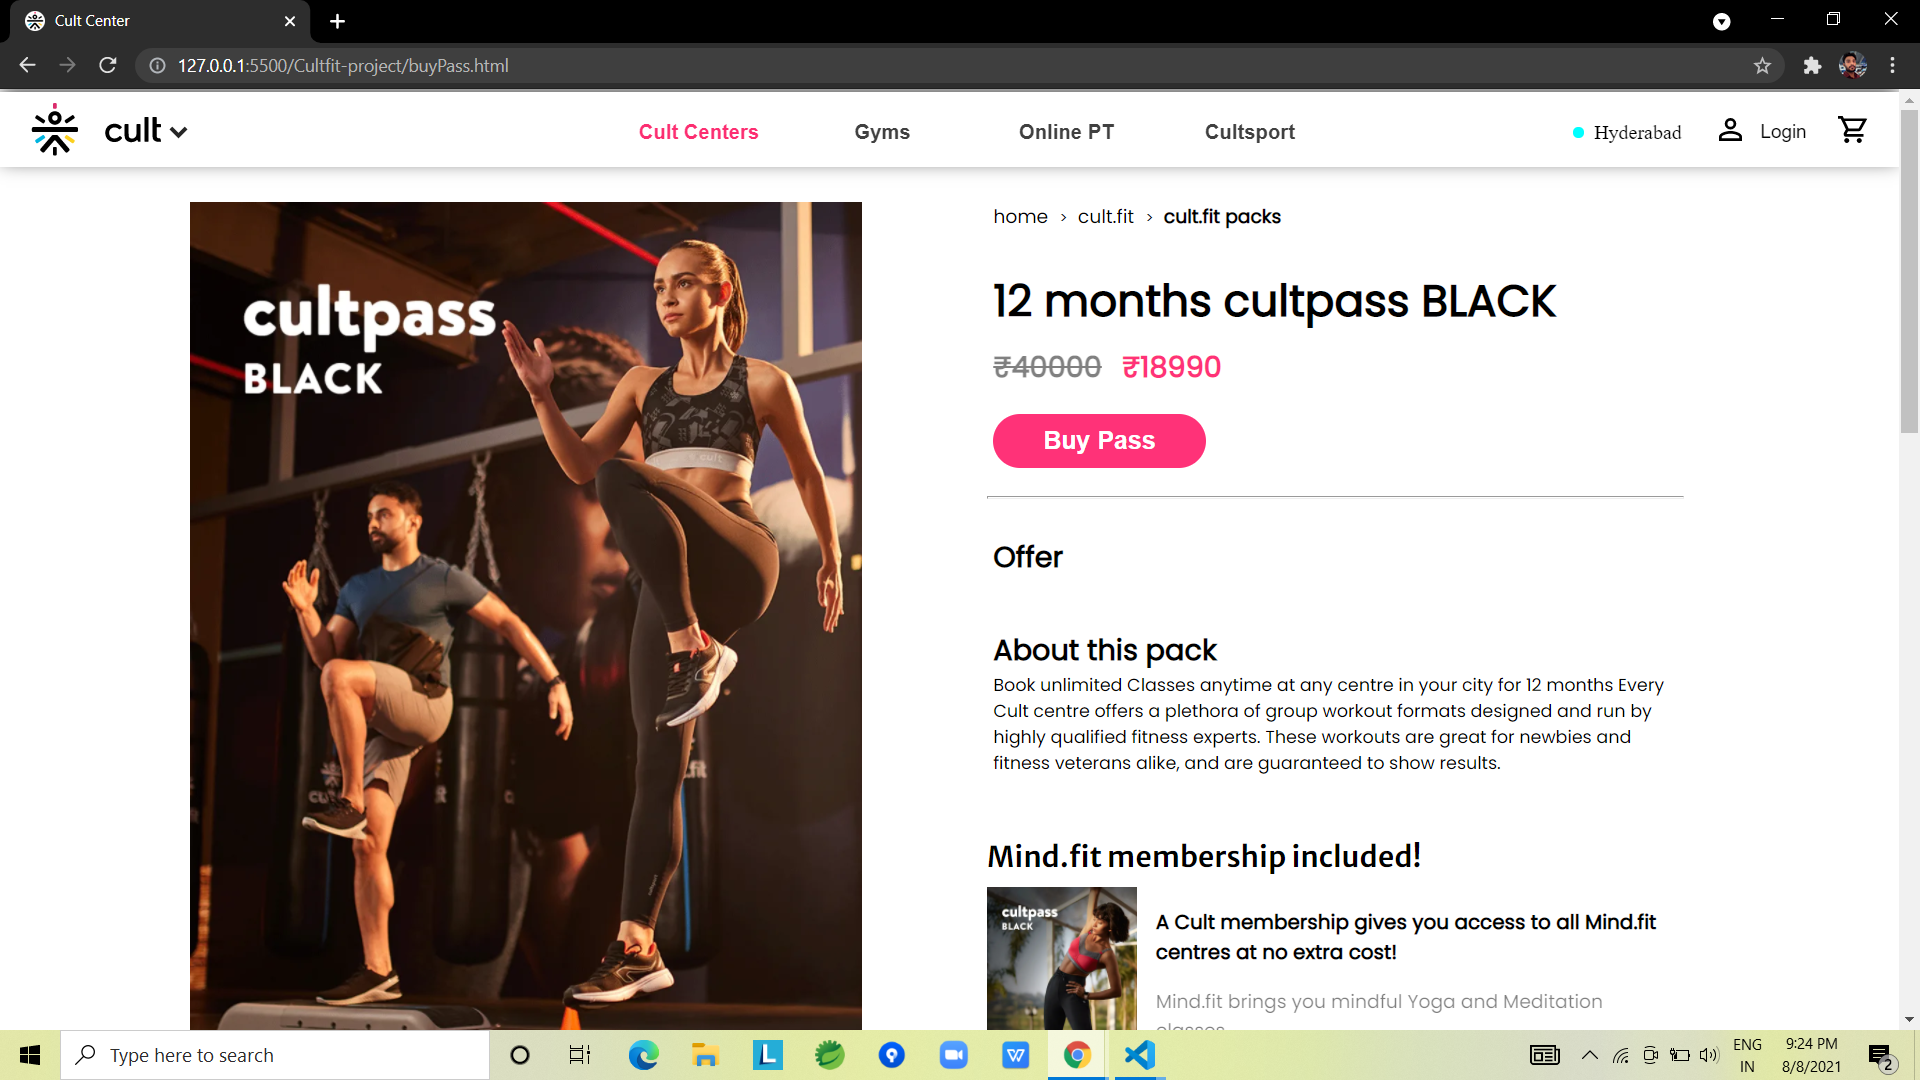 Cult Center
127.0.0.1:5500/Cultfit-project/buyPass.html
cult
Cult Centers
Gyms
Online PT
Cultsport
Hyderabad
Login
cultpass
BLACK
home > cult.fit > cult.fit packs
12 months cultpass BLACK
₹40000 ₹18990
Buy Pass
Offer
About this pack
Book unlimited Classes anytime at any centre in your city for 12 months Every
Cult centre offers a plethora of group workout formats designed and run by
highly qualified fitness experts. These workouts are great for newbies and
fitness veterans alike, and are guaranteed to show results.
Mind.fit membership included!
cultpass
BLACK
A Cult membership gives you access to all Mind.fit
centres at no extra cost!
Mind.fit brings you mindful Yoga and Meditation
classes
Type here to search
ENG
IN
9:24 PM
8/8/2021
2